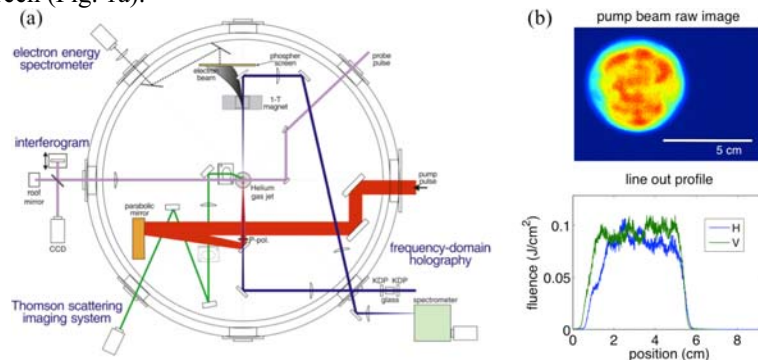 reen (Fig. 1a).
(a)
electron energy
spectrometer
electron
beam
phospher
screen
probe
pulse
1-T
magnet
interferogram
roof
mirror
CCD
Helium
gas jet
pump
pulse
parabolic
mirror
P-pol.
frequency-domain
holography
KDP KDP
glass
spectrometer
Thomson scattering
imaging system
(b)
pump beam raw image
5 cm
line out profile
fluence (J/cm²)
0.1
0.05
0
H
V
0 2 4 6 8
position (cm)